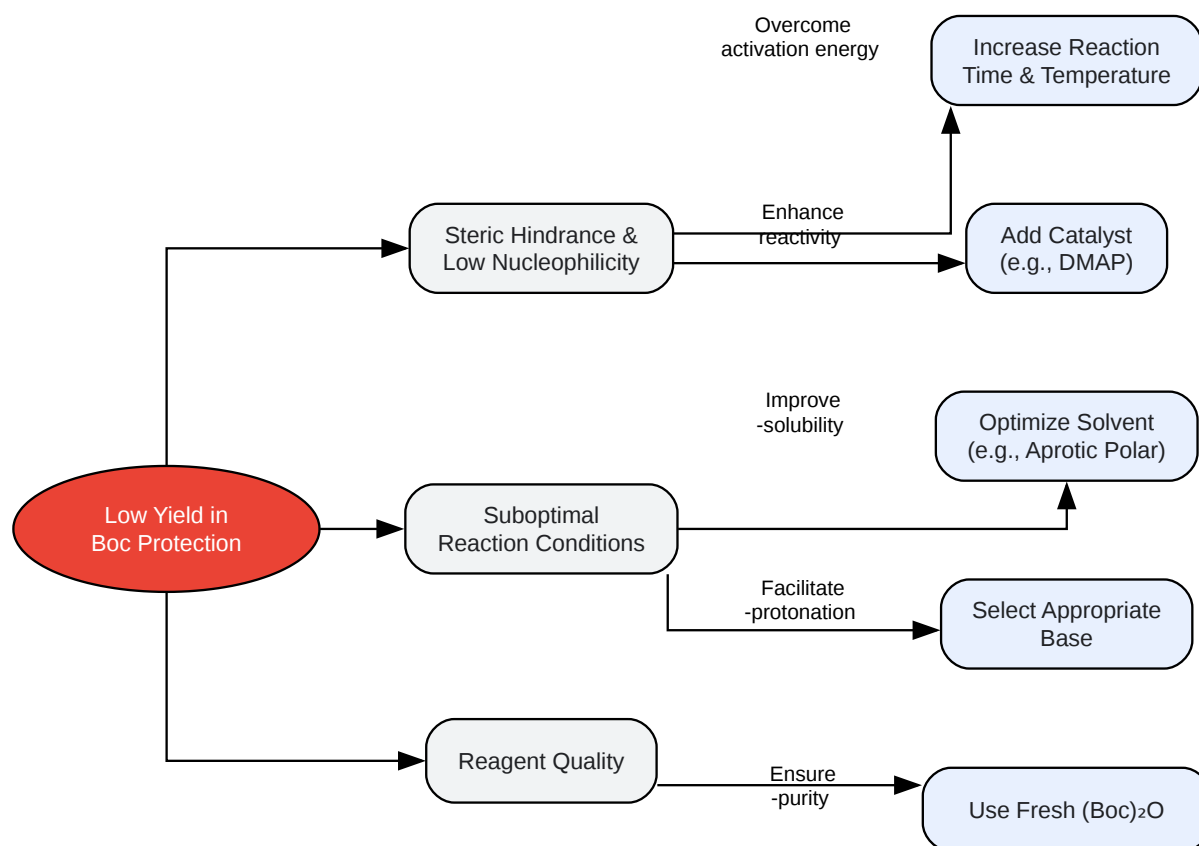 Overcome
activation energy
Increase Reaction
Time & Temperature
Steric Hindrance &
Low Nucleophilicity
Enhance
reactivity
Add Catalyst
(e.g., DMAP)
Improve
-solubility
Optimize Solvent
(e.g., Aprotic Polar)
Low Yield in
Boc Protection
Suboptimal
Reaction Conditions
Facilitate
-protonation
Select Appropriate
Base
Reagent Quality
Ensure
-purity
Use Fresh (Boc)₂O